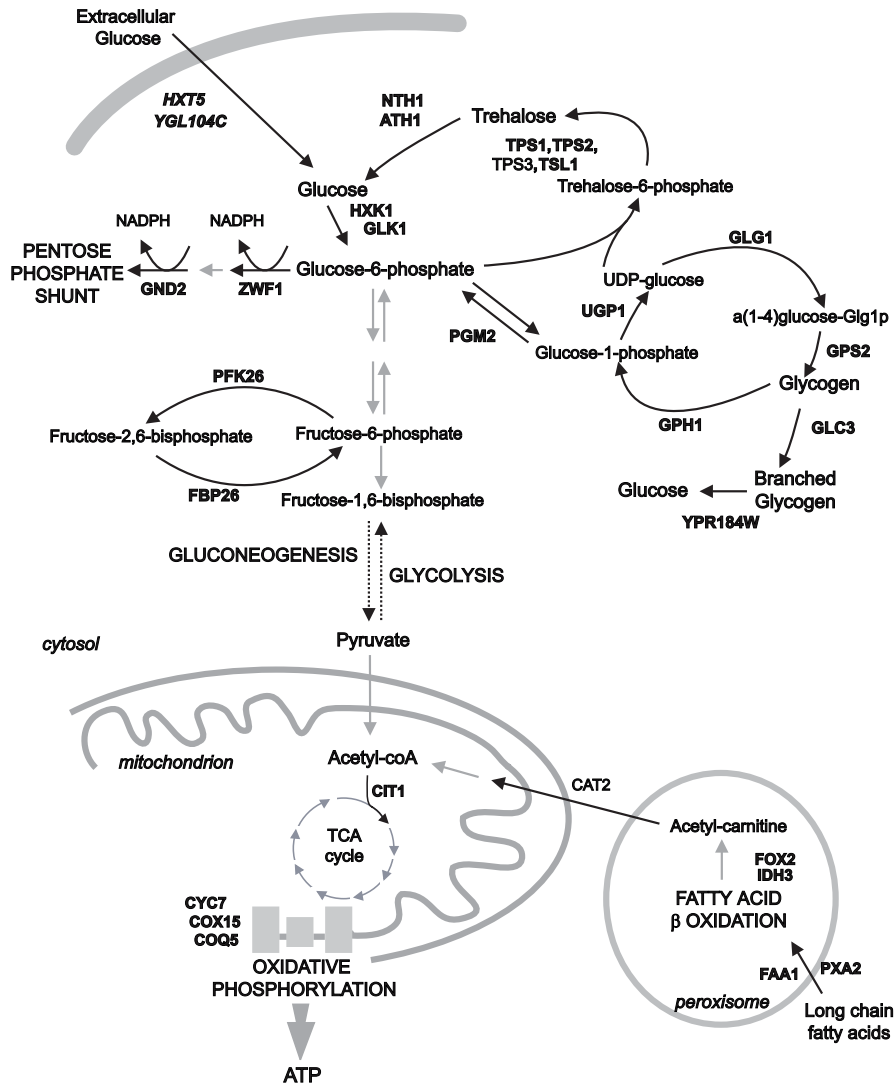 Extracellular
Glucose
HXT5
YGL104C
NTH1
ATH1
Trehalose
TPS1,TPS2,
TPS3,TSL1
Trehalose-6-phosphate
Glucose
HXK1
GLK1
NADPH
NADPH
PENTOSE
PHOSPHATE
SHUNT
GND2
ZWF1
Glucose-6-phosphate
GLG1
UDP-glucose
UGP1
a(1-4)glucose-Glg1p
PGM2
Glucose-1-phosphate
GPS2
Glycogen
GPH1
GLC3
Branched
Glycogen
Glucose
YPR184W
PFK26
Fructose-2,6-bisphosphate
Fructose-6-phosphate
FBP26
Fructose-1,6-bisphosphate
GLUCONEOGENESIS
GLYCOLYSIS
cytosol
Pyruvate
mitochondrion
Acetyl-coA
CIT1
TCA
cycle
CAT2
Acetyl-carnitine
FOX2
IDH3
FATTY ACID
β OXIDATION
CYC7
COX15
COQ5
OXIDATIVE
PHOSPHORYLATION
FAA1
PXA2
peroxisome
Long chain
fatty acids
ATP